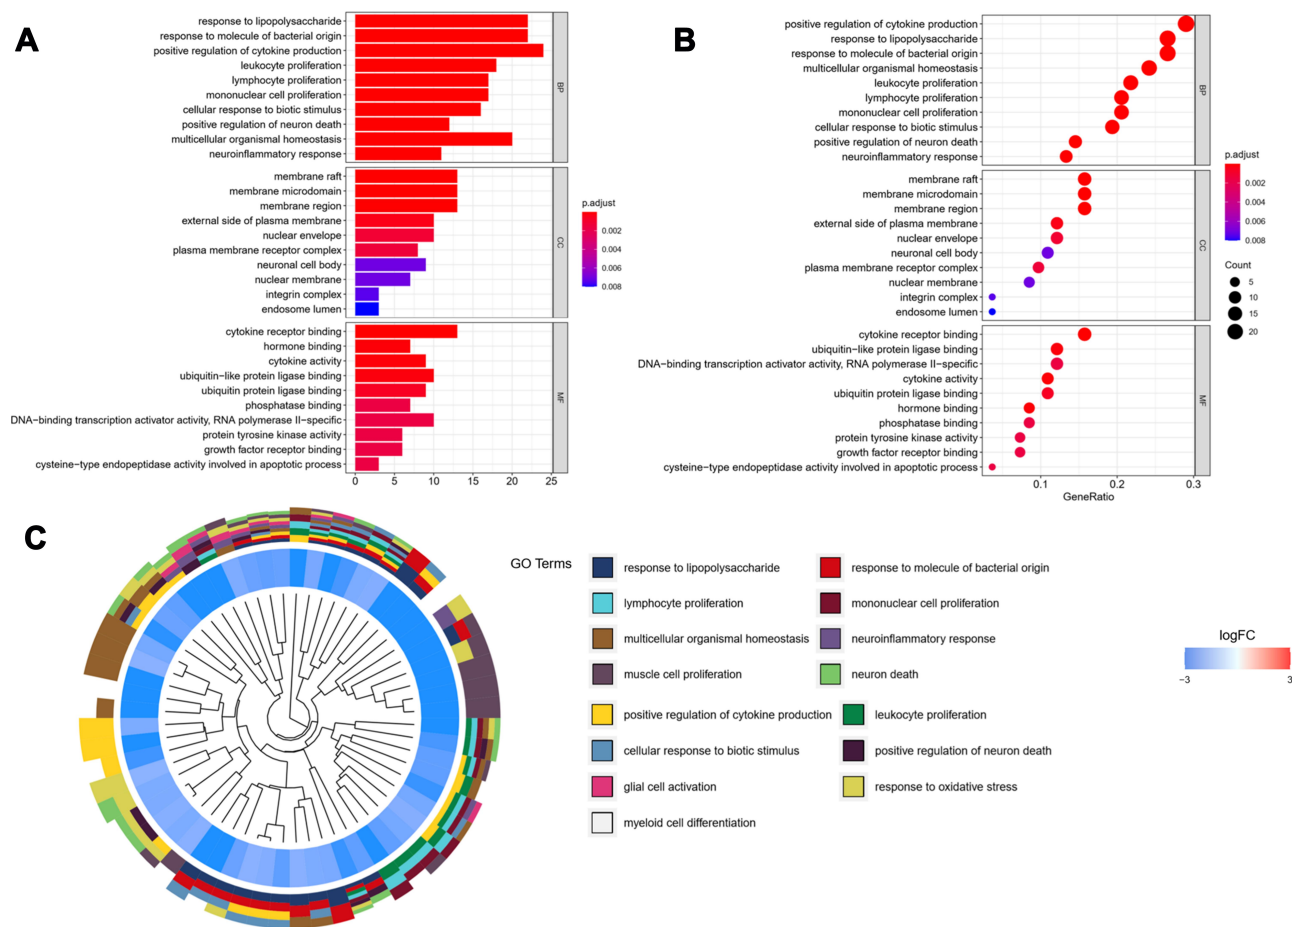 A
response to lipopolysaccharide
response to molecule of bacterial origin
positive regulation of cytokine production
leukocyte proliferation
lymphocyte proliferation
mononuclear cell proliferation
cellular response to biotic stimulus
positive regulation of neuron death
multicellular organismal homeostasis
neuroinflammatory response
BP
membrane raft
membrane microdomain
membrane region
external side of plasma membrane
nuclear envelope
plasma membrane receptor complex
neuronal cell body
nuclear membrane
integrin complex
endosome lumen
CC
cytokine receptor binding
hormone binding
cytokine activity
ubiquitin−like protein ligase binding
ubiquitin protein ligase binding
phosphatase binding
DNA−binding transcription activator activity, RNA polymerase II−specific
protein tyrosine kinase activity
growth factor receptor binding
cysteine−type endopeptidase activity involved in apoptotic process
MF
0 5 10 15 20 25
p.adjust
0.002
0.004
0.006
0.008
B
positive regulation of cytokine production
response to lipopolysaccharide
response to molecule of bacterial origin
multicellular organismal homeostasis
leukocyte proliferation
lymphocyte proliferation
mononuclear cell proliferation
cellular response to biotic stimulus
positive regulation of neuron death
neuroinflammatory response
BP
membrane raft
membrane microdomain
membrane region
external side of plasma membrane
nuclear envelope
neuronal cell body
plasma membrane receptor complex
nuclear membrane
integrin complex
endosome lumen
CC
cytokine receptor binding
ubiquitin−like protein ligase binding
DNA−binding transcription activator activity, RNA polymerase II−specific
cytokine activity
ubiquitin protein ligase binding
hormone binding
phosphatase binding
protein tyrosine kinase activity
growth factor receptor binding
cysteine−type endopeptidase activity involved in apoptotic process
MF
0.1 0.2 0.3
GeneRatio
p.adjust
0.002
0.004
0.006
0.008
Count
5
10
15
20
C
GO Terms
response to lipopolysaccharide response to molecule of bacterial origin
lymphocyte proliferation mononuclear cell proliferation
multicellular organismal homeostasis neuroinflammatory response
muscle cell proliferation neuron death
positive regulation of cytokine production leukocyte proliferation
cellular response to biotic stimulus positive regulation of neuron death
glial cell activation response to oxidative stress
myeloid cell differentiation
logFC
−3 3